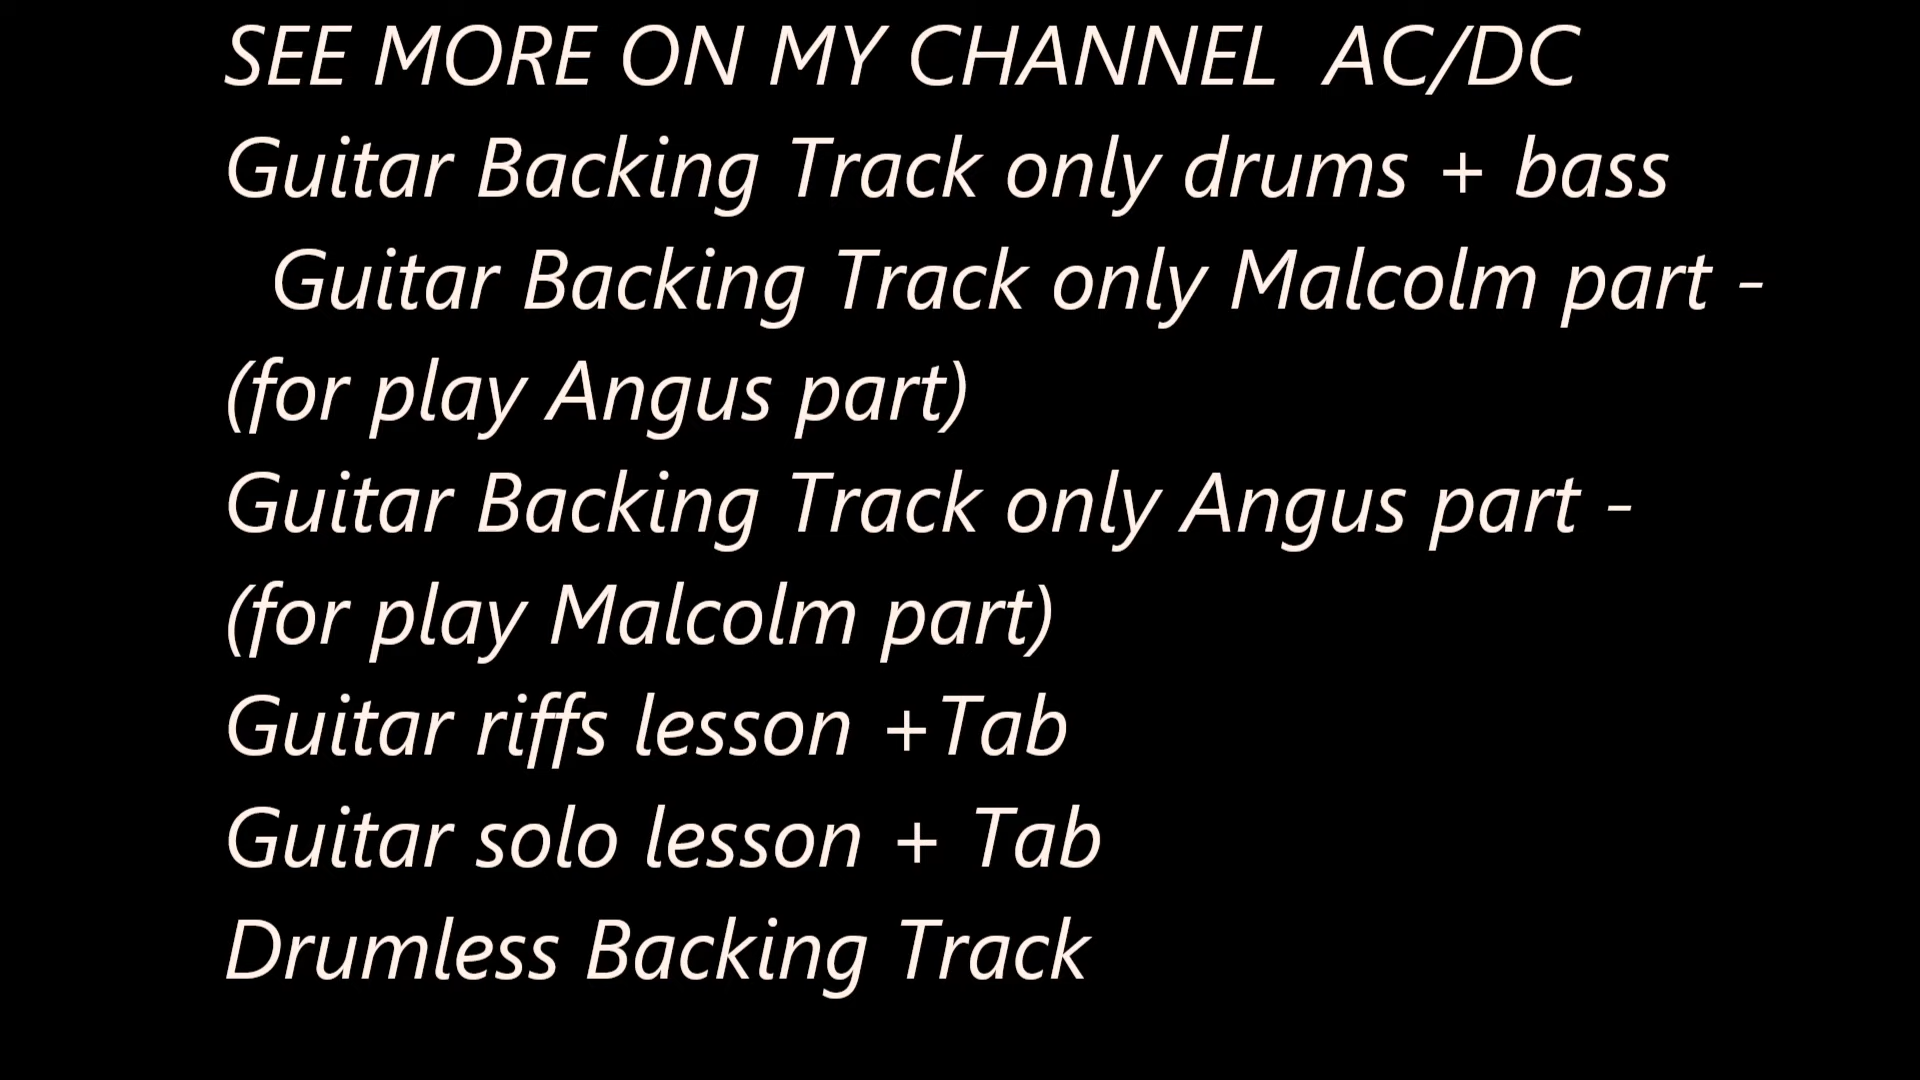 SEE MORE ON MY CHANNEL  AC/DC
Guitar Backing Track only drums + bass
Guitar Backing Track only Malcolm part -
(for play Angus part)
Guitar Backing Track only Angus part -
(for play Malcolm part)
Guitar riffs lesson +Tab
Guitar solo lesson + Tab
Drumless Backing Track